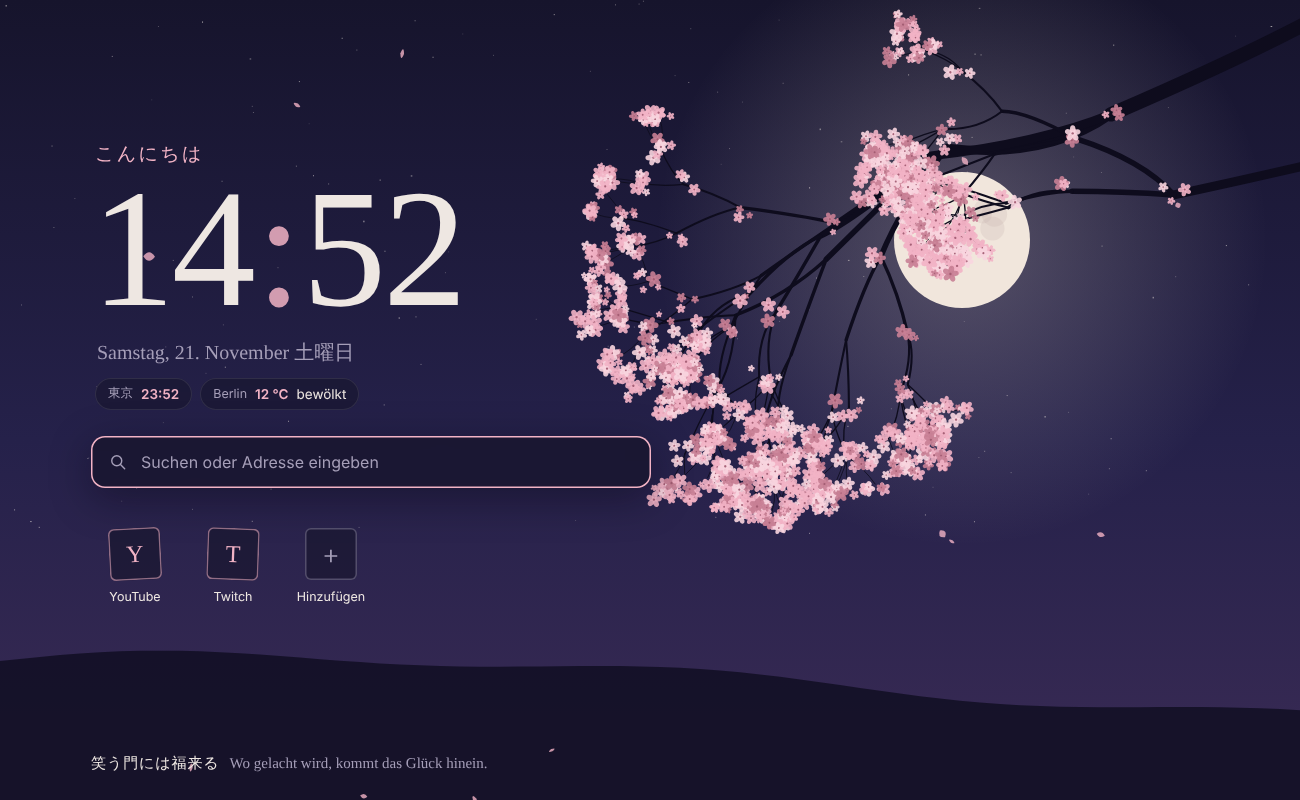 こんにちは
14:52
Samstag, 21. November 土曜日
東京 23:52 Berlin 12 °C bewölkt
Suchen oder Adresse eingeben
Y T +
YouTube Twitch Hinzufügen
笑う門には福来る Wo gelacht wird, kommt das Glück hinein.